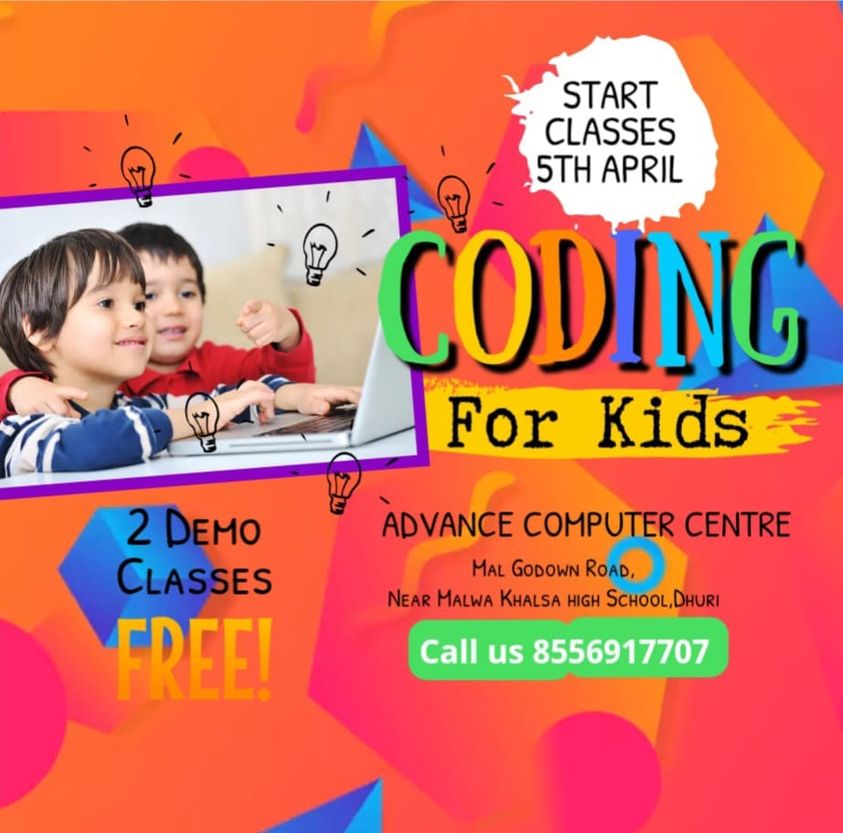 START
CLASSES
5TH APRIL
CODING
For Kids
2 Demo
Classes
FREE!
ADVANCE COMPUTER CENTRE
Mal Godown Road,
Near Malwa Khalsa high School,Dhuri
Call us 8556917707